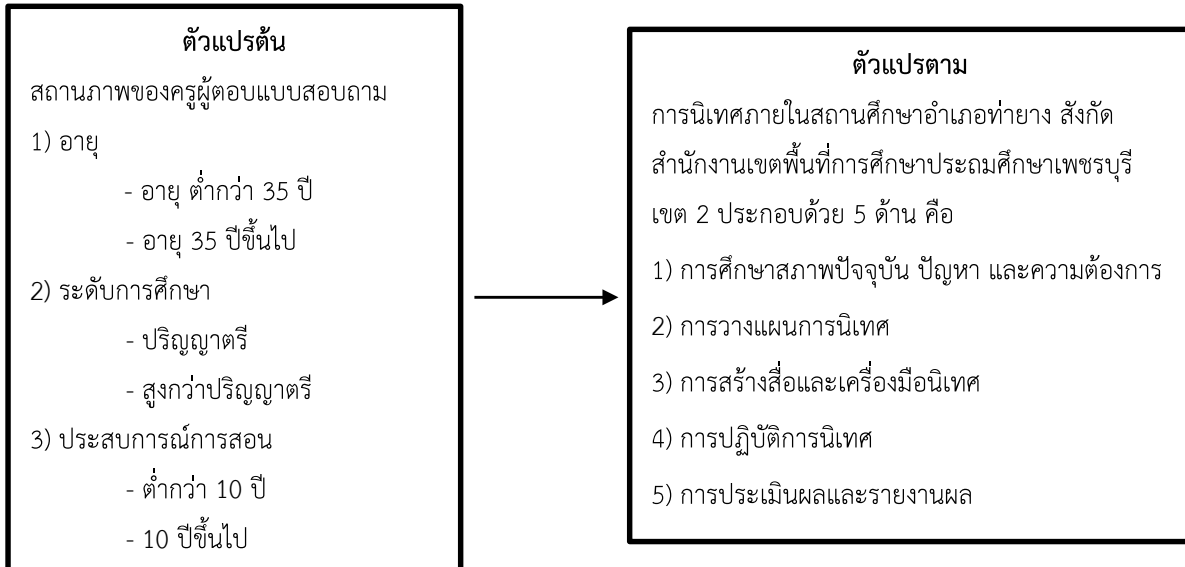 ตัวแปรต้น
สถานภาพของครูผู้ตอบแบบสอบถาม
1) อายุ
- อายุ ต่ำกว่า 35 ปี
- อายุ 35 ปีขึ้นไป
2) ระดับการศึกษา
- ปริญญาตรี
- สูงกว่าปริญญาตรี
3) ประสบการณ์การสอน
- ต่ำกว่า 10 ปี
- 10 ปีขึ้นไป
ตัวแปรตาม
การนิเทศภายในสถานศึกษาอำเภอท่ายาง สังกัด
สำนักงานเขตพื้นที่การศึกษาประถมศึกษาเพชรบุรี
เขต 2 ประกอบด้วย 5 ด้าน คือ
1) การศึกษาสภาพปัจจุบัน ปัญหา และความต้องการ
2) การวางแผนการนิเทศ
3) การสร้างสื่อและเครื่องมือนิเทศ
4) การปฏิบัติการนิเทศ
5) การประเมินผลและรายงานผล